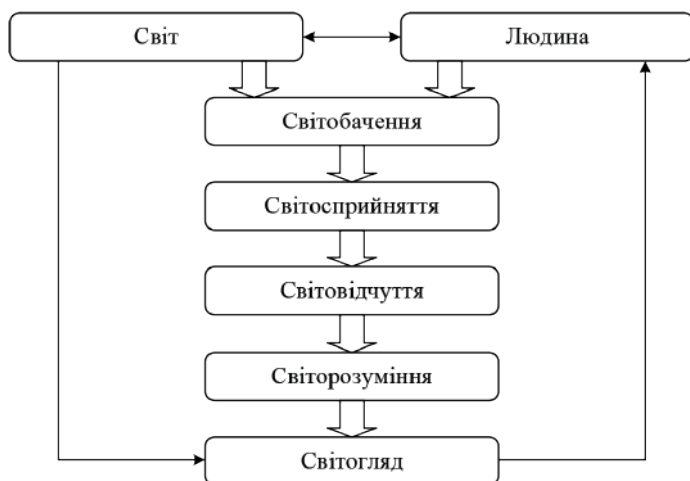 Світ
Людина
Світобачення
Світосприйняття
Світовідчуття
Світорозуміння
Світогляд